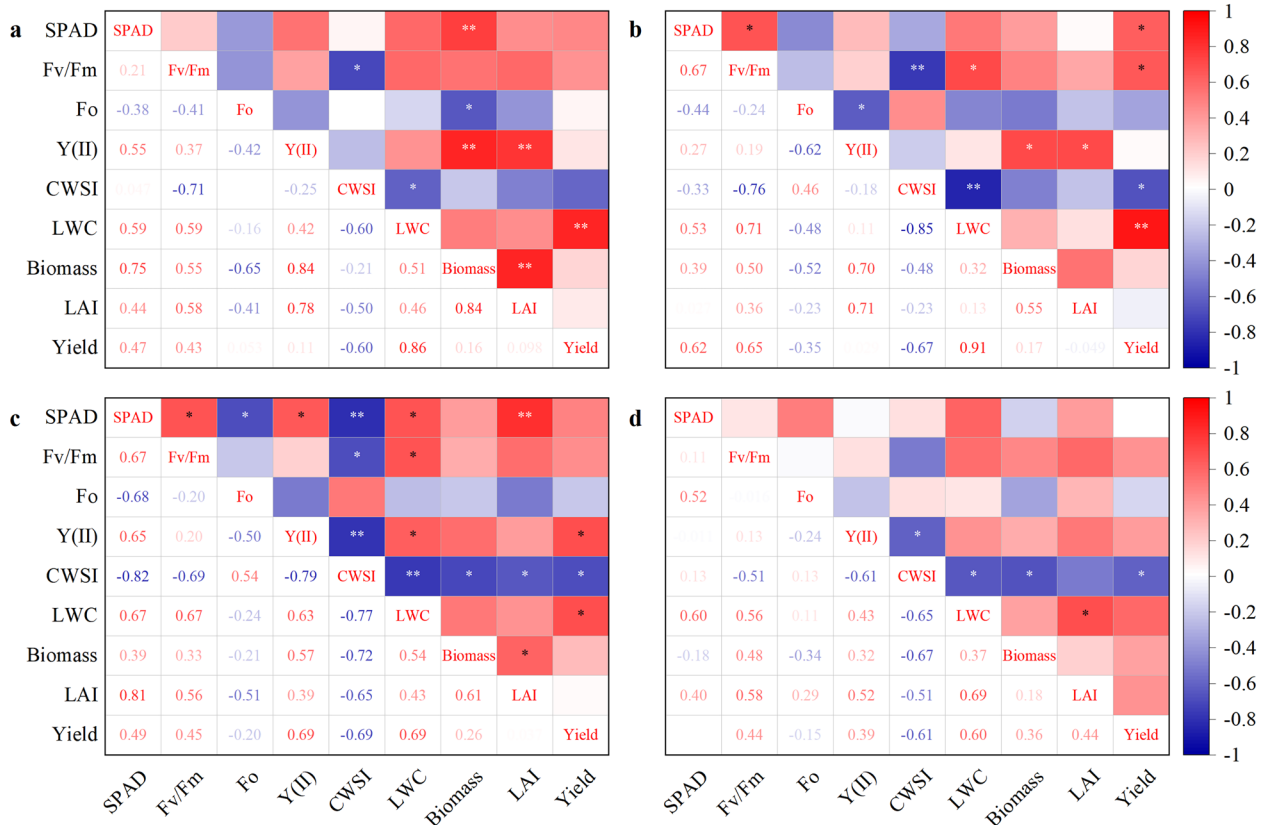 a
SPAD SPAD **
Fv/Fm 0.21 Fv/Fm *
Fo -0.38 -0.41 Fo *
Y(II) 0.55 0.37 -0.42 Y(II) ** **
CWSI -0.71 -0.25 CWSI *
LWC 0.59 0.59 -0.16 0.42 -0.60 LWC **
Biomass 0.75 0.55 -0.65 0.84 -0.21 0.51 Biomass **
LAI 0.44 0.58 -0.41 0.78 -0.50 0.46 0.84 LAI
Yield 0.47 0.43 0.053 0.11 -0.60 0.86 0.16 0.098 Yield
b
SPAD * *
0.67 Fv/Fm ** * *
-0.44 -0.24 Fo *
0.27 0.19 -0.62 Y(II) * *
-0.33 -0.76 0.46 -0.18 CWSI ** *
0.53 0.71 -0.48 0.11 -0.85 LWC **
0.39 0.50 -0.52 0.70 -0.48 0.32 Biomass
0.36 -0.23 0.71 -0.23 0.13 0.55 LAI
0.62 0.65 -0.35 -0.67 0.91 0.17 -0.049 Yield
1
0.8
0.6
0.4
0.2
0
-0.2
-0.4
-0.6
-0.8
-1
c
SPAD SPAD * * * ** * **
Fv/Fm 0.67 Fv/Fm * *
Fo -0.68 -0.20 Fo
Y(II) 0.65 0.20 -0.50 Y(II) ** * *
CWSI -0.82 -0.69 0.54 -0.79 CWSI ** * * *
LWC 0.67 0.67 -0.24 0.63 -0.77 LWC *
Biomass 0.39 0.33 -0.21 0.57 -0.72 0.54 Biomass *
LAI 0.81 0.56 -0.51 0.39 -0.65 0.43 0.61 LAI
Yield 0.49 0.45 -0.20 0.69 -0.69 0.69 0.26 Yield
SPAD Fv/Fm Fo Y(II) CWSI LWC Biomass LAI Yield
d
SPAD
0.11 Fv/Fm
0.52 Fo
0.13 -0.24 Y(II) *
0.13 -0.51 0.13 -0.61 CWSI * * *
0.60 0.56 0.11 0.43 -0.65 LWC *
-0.18 0.48 -0.34 0.32 -0.67 0.37 Biomass
0.40 0.58 0.29 0.52 -0.51 0.69 0.18 LAI
0.44 -0.15 0.39 -0.61 0.60 0.36 0.44 Yield
SPAD Fv/Fm Fo Y(II) CWSI LWC Biomass LAI Yield
1
0.8
0.6
0.4
0.2
0
-0.2
-0.4
-0.6
-0.8
-1